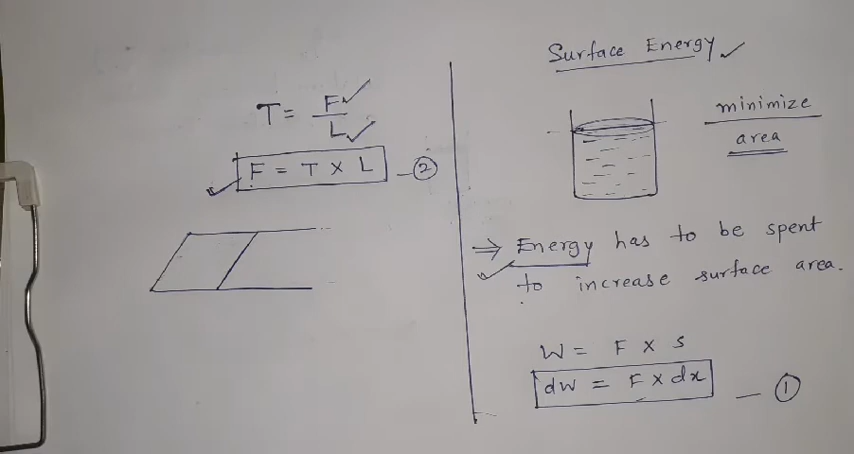 T = F/L
F = T × L — ②
Surface Energy
minimize
area
⇒ Energy has to be spent
to increase surface area.
W = F × s
dw = F × dx — ①